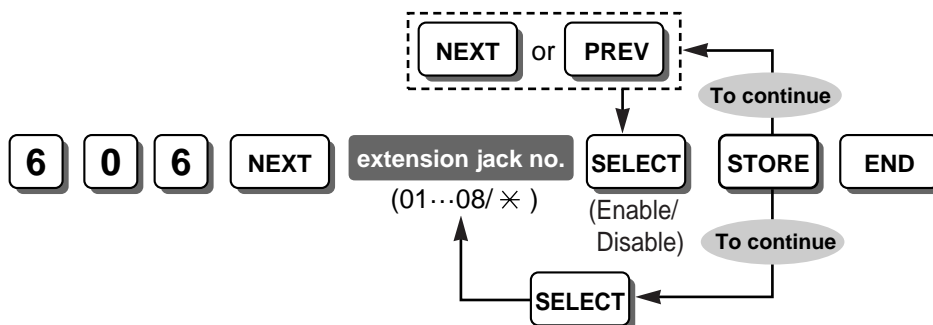 NEXT or PREV
To continue
6 0 6 NEXT extension jack no. SELECT STORE END
(01···08/ ✳ )
(Enable/
Disable)
To continue
SELECT